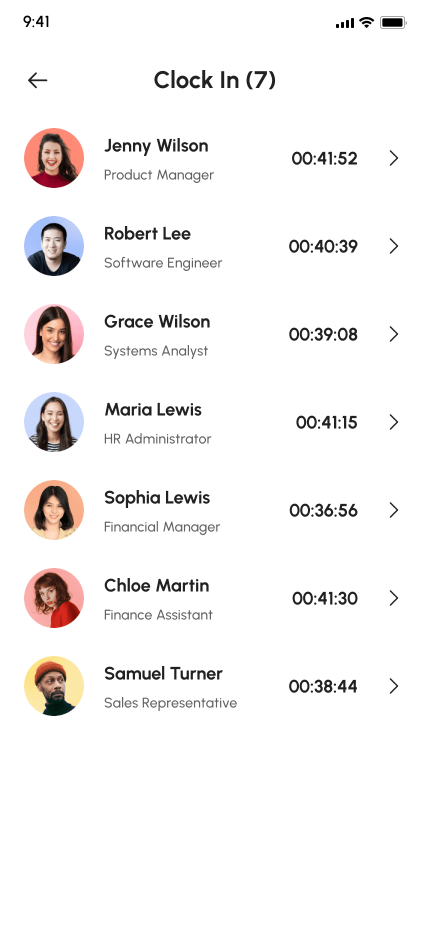 9:41
Clock In (7)
Jenny Wilson
Product Manager
00:41:52
Robert Lee
Software Engineer
00:40:39
Grace Wilson
Systems Analyst
00:39:08
Maria Lewis
HR Administrator
00:41:15
Sophia Lewis
Financial Manager
00:36:56
Chloe Martin
Finance Assistant
00:41:30
Samuel Turner
Sales Representative
00:38:44